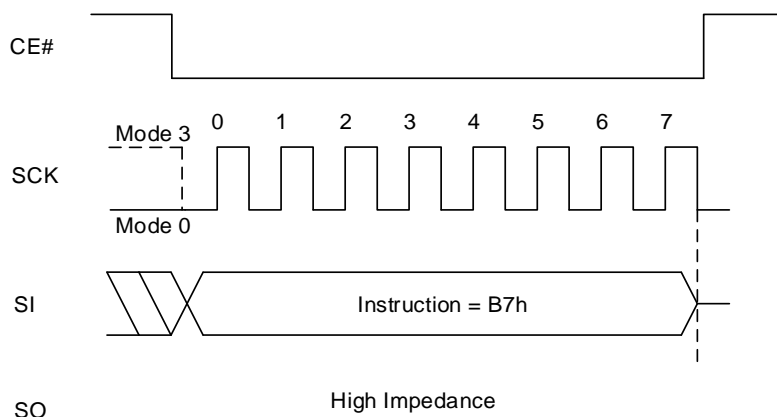 CE#
0 1 2 3 4 5 6 7
Mode 3
SCK
Mode 0
SI
Instruction = B7h
High Impedance
SO